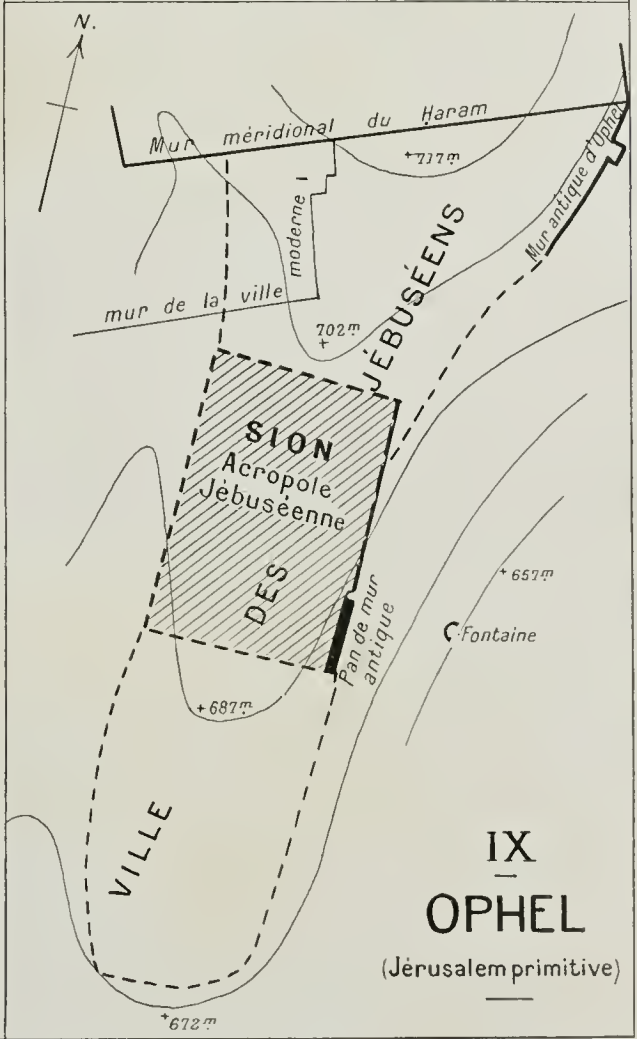 N.
Mur méridional du Haram
+717m
Mur antique d'Ophel
moderne
mur de la ville
702m
+
VILLE DES JÉBUSÉENS
SION
Acropole
Jébuséenne
+657m
Fontaine
Pan de mur
antique
+687m
IX
OPHEL
(Jérusalem primitive)
+672m